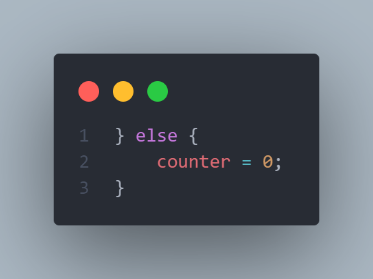 1 } else {
2     counter = 0;
3 }